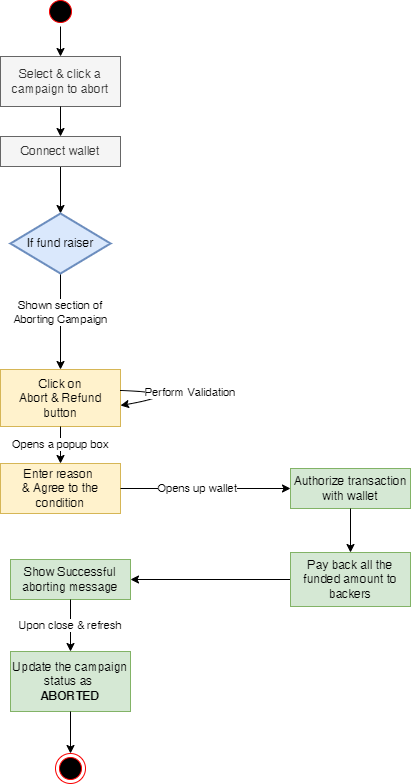 Select & click a
campaign to abort
Connect wallet
If fund raiser
Shown section of
Aborting Campaign
Click on
Abort & Refund
button
Perform Validation
Opens a popup box
Enter reason
& Agree to the
condition
Opens up wallet
Authorize transaction
with wallet
Pay back all the
funded amount to
backers
Show Successful
aborting message
Upon close & refresh
Update the campaign
status as
ABORTED